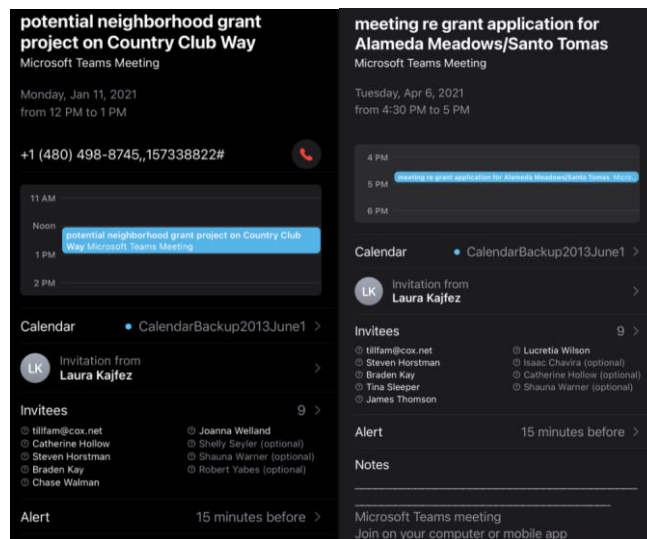 potential neighborhood grant
project on Country Club Way
Microsoft Teams Meeting
Monday, Jan 11, 2021
from 12 PM to 1 PM
+1 (480) 498-8745,,157338822#
11 AM
Noon
potential neighborhood grant project on Country Club
Way Microsoft Teams Meeting
1 PM
2 PM
Calendar
CalendarBackup2013June1 >
LK
Invitation from
Laura Kajfez
>
Invitees
9 >
tillfam@cox.net
Catherine Hollow
Steven Horstman
Braden Kay
Chase Walman
Joanna Welland
Shelly Seyler (optional)
Shauna Warner (optional)
Robert Yabes (optional)
Alert
15 minutes before >
meeting re grant application for
Alameda Meadows/Santo Tomas
Microsoft Teams Meeting
Tuesday, Apr 6, 2021
from 4:30 PM to 5 PM
4 PM
meeting re grant application for Alameda Meadows/Santo Tomas Micro...
5 PM
6 PM
Calendar
CalendarBackup2013June1 >
LK
Invitation from
Laura Kajfez
>
Invitees
9 >
tillfam@cox.net
Steven Horstman
Braden Kay
Tina Sleeper
James Thomson
Lucretia Wilson
Isaac Chavira (optional)
Catherine Hollow (optional)
Shauna Warner (optional)
Alert
15 minutes before >
Notes
Microsoft Teams meeting
Join on your computer or mobile app